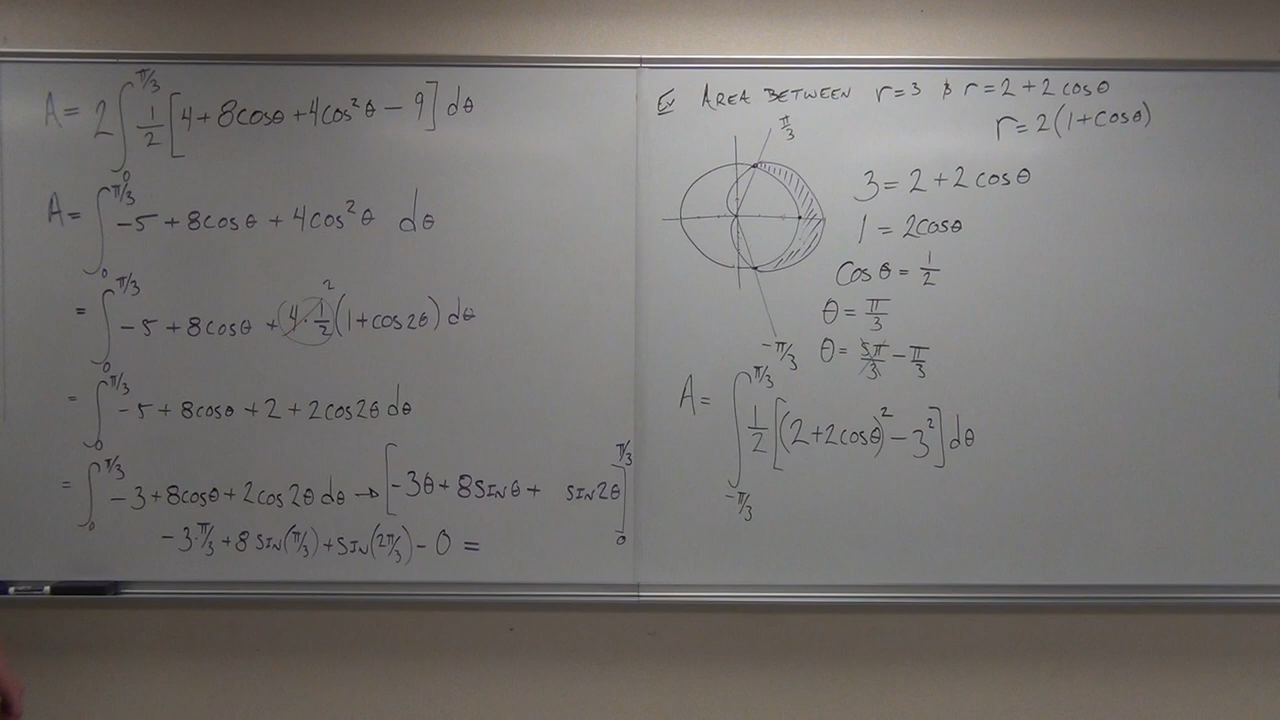 A = 2 ∫₀^π/3 1/2 [4 + 8cosθ + 4cos²θ − 9] dθ
A = ∫₀^π/3 −5 + 8cosθ + 4cos²θ dθ
= ∫₀^π/3 −5 + 8cosθ + 4·1/2 2 (1 + cos2θ) dθ
= ∫₀^π/3 −5 + 8cosθ + 2 + 2cos2θ dθ
= ∫₀^π/3 −3 + 8cosθ + 2cos2θ dθ → [−3θ + 8SINθ + SIN2θ]₀^π/3
−3·π/3 + 8SIN(π/3) + SIN(2π/3) − 0 =
Ex AREA BETWEEN r=3 & r=2+2cosθ
r=2(1+cosθ)
π/3
3 = 2 + 2cosθ
1 = 2cosθ
Cosθ = 1/2
θ = π/3
−π/3
θ = 5π/3 − π/3
A = ∫_−π/3^π/3 1/2 [(2+2cosθ)² − 3²] dθ